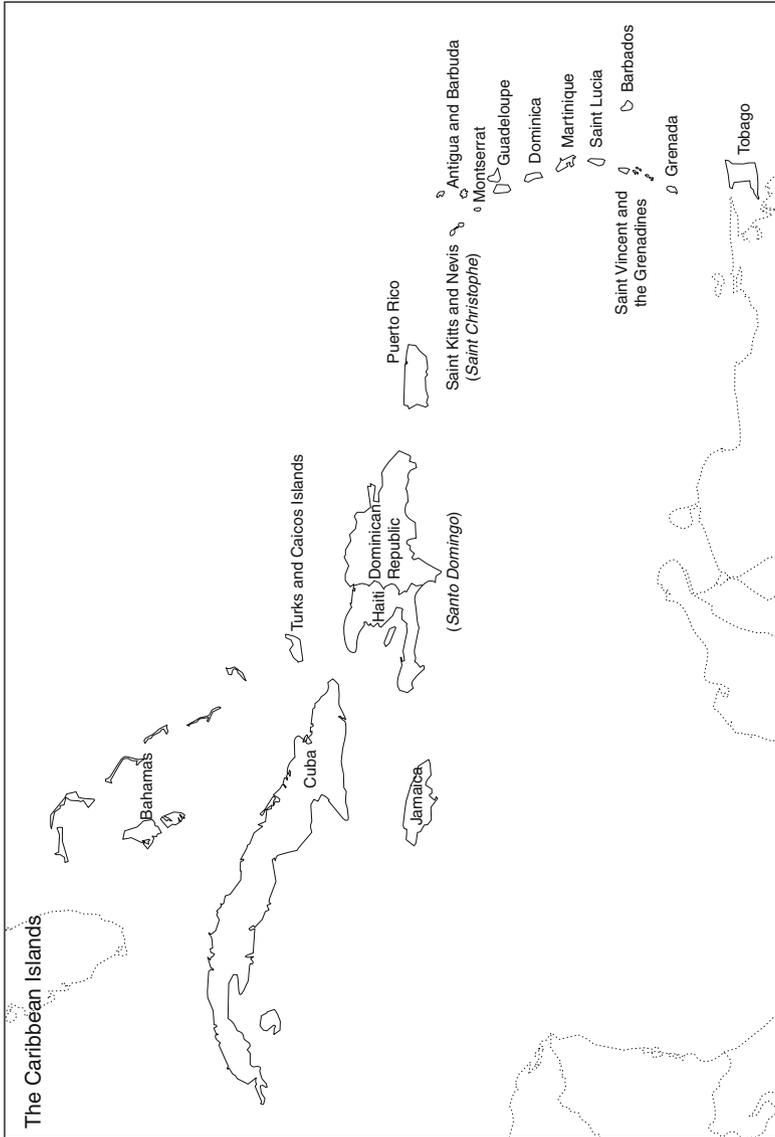 The Caribbean Islands
Bahamas
Cuba
Turks and Caicos Islands
Jamaica
Haiti
Dominican
Republic
(Santo Domingo)
Puerto Rico
Saint Kitts and Nevis
(Saint Christophe)
Antigua and Barbuda
Montserrat
Guadeloupe
Dominica
Martinique
Saint Lucia
Saint Vincent and
the Grenadines
Barbados
Grenada
Tobago